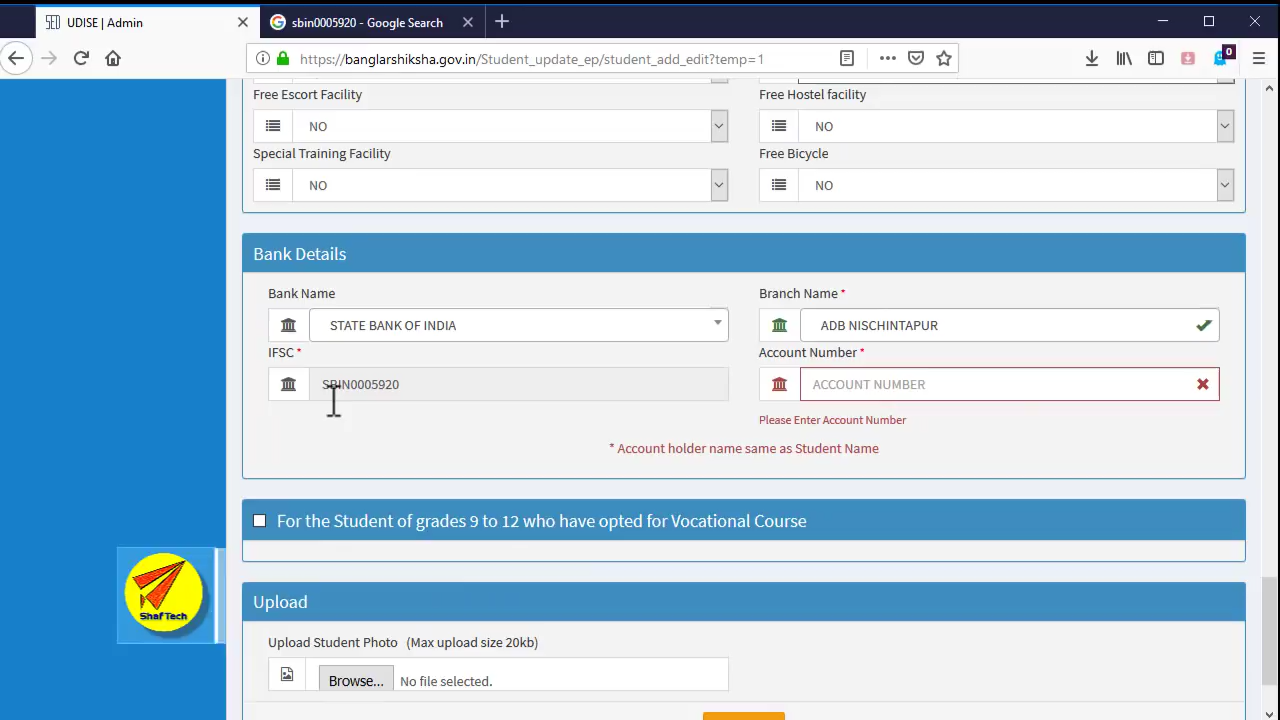 UDISE | Admin
sbin0005920 - Google Search
https://banglarshiksha.gov.in/Student_update_ep/student_add_edit?temp=1
0
Free Escort Facility
Free Hostel facility
NO
NO
Special Training Facility
Free Bicycle
NO
NO
Bank Details
Bank Name
Branch Name *
STATE BANK OF INDIA
ADB NISCHINTAPUR
IFSC *
Account Number *
SBIN0005920
ACCOUNT NUMBER
Please Enter Account Number
* Account holder name same as Student Name
For the Student of grades 9 to 12 who have opted for Vocational Course
ShafTech
Upload
Upload Student Photo (Max upload size 20kb)
Browse... No file selected.